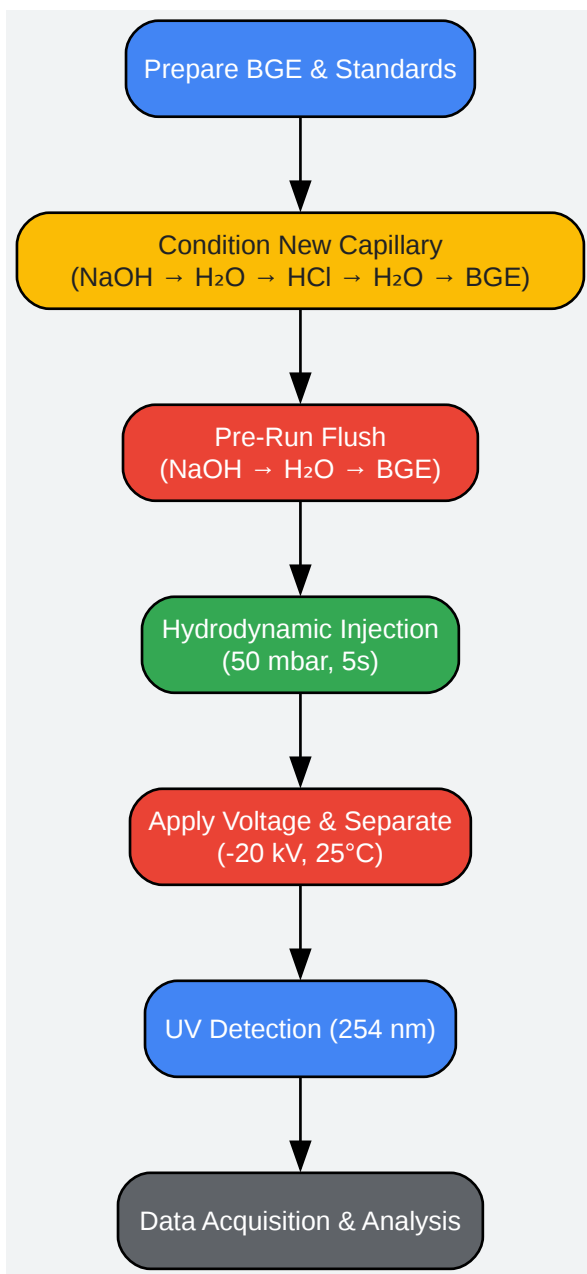 Prepare BGE & Standards
Condition New Capillary
(NaOH → H₂O → HCl → H₂O → BGE)
Pre-Run Flush
(NaOH → H₂O → BGE)
Hydrodynamic Injection
(50 mbar, 5s)
Apply Voltage & Separate
(-20 kV, 25°C)
UV Detection (254 nm)
Data Acquisition & Analysis